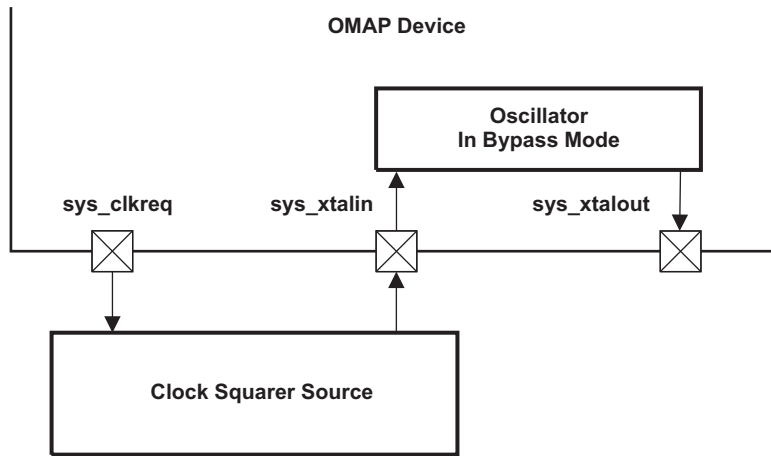 OMAP Device
Oscillator
In Bypass Mode
sys_clkreq
sys_xtalin
sys_xtalout
Clock Squarer Source